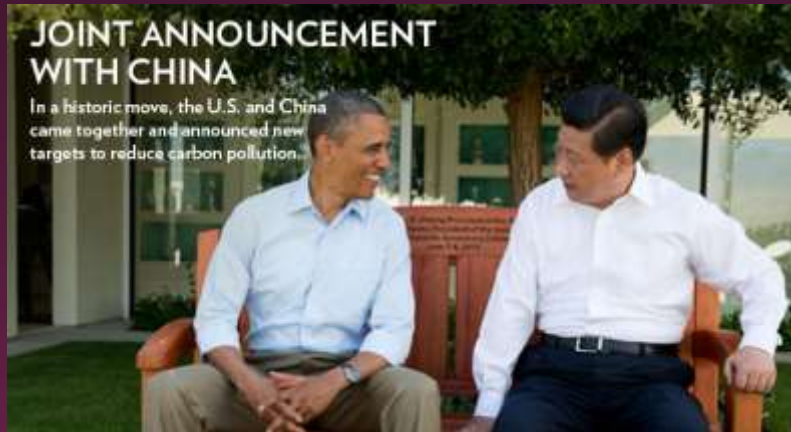 JOINT ANNOUNCEMENT
WITH CHINA
In a historic move, the U.S. and China
came together and announced new
targets to reduce carbon pollution.